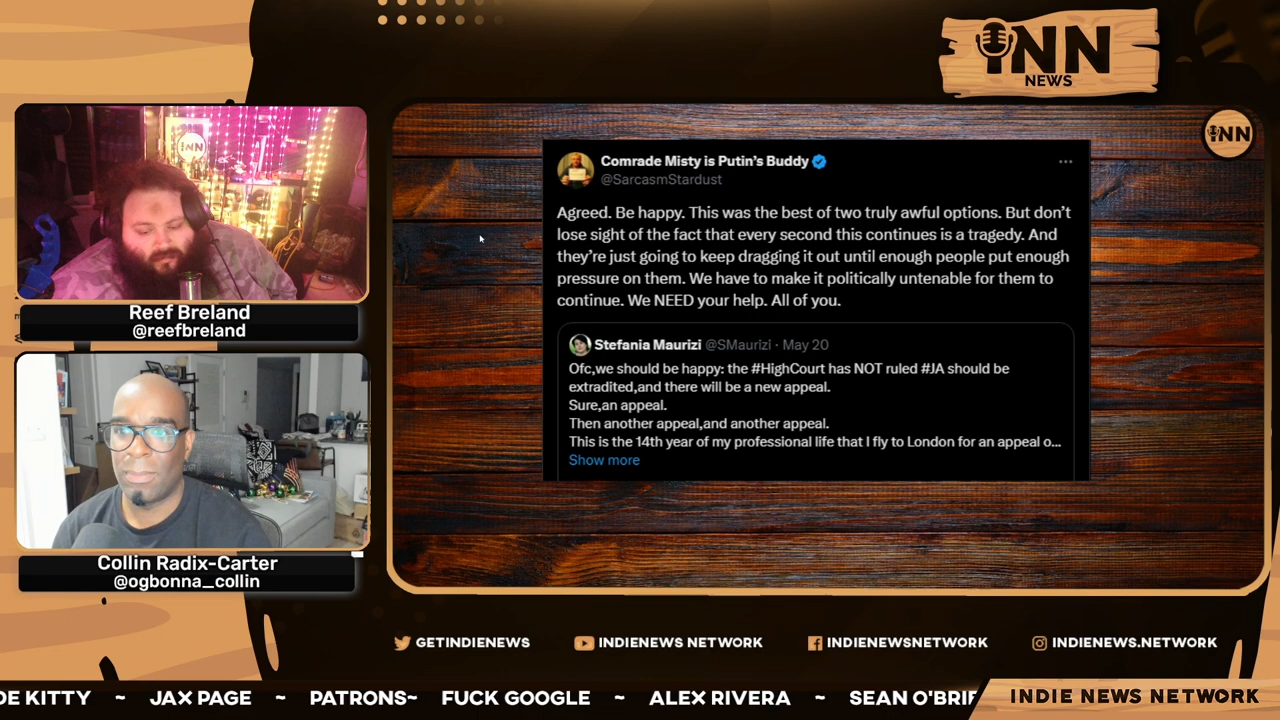 iNN
NEWS
iNN
iNN
Reef Breland
@reefbreland
Collin Radix-Carter
@ogbonna_collin
Comrade Misty is Putin's Buddy
@SarcasmStardust
Agreed. Be happy. This was the best of two truly awful options. But don't
lose sight of the fact that every second this continues is a tragedy. And
they're just going to keep dragging it out until enough people put enough
pressure on them. We have to make it politically untenable for them to
continue. We NEED your help. All of you.
Stefania Maurizi @SMaurizi · May 20
Ofc,we should be happy: the #HighCourt has NOT ruled #JA should be
extradited,and there will be a new appeal.
Sure,an appeal.
Then another appeal,and another appeal.
This is the 14th year of my professional life that I fly to London for an appeal o...
Show more
GETINDIENEWS INDIENEWS NETWORK INDIENEWSNETWORK INDIENEWS.NETWORK
DE KITTY ~ JAX PAGE ~ PATRONS~ FUCK GOOGLE ~ ALEX RIVERA ~ SEAN O'BRI
INDIE NEWS NETWORK